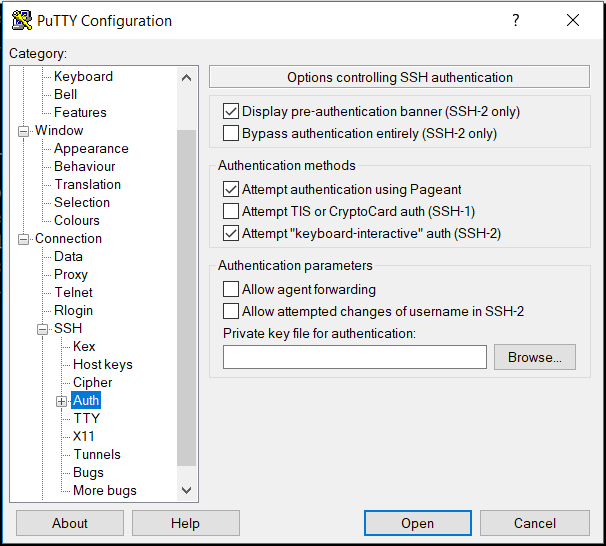 PuTTY Configuration
Category:
Keyboard
Bell
Features
Window
Appearance
Behaviour
Translation
Selection
Colours
Connection
Data
Proxy
Telnet
Rlogin
SSH
Kex
Host keys
Cipher
Auth
TTY
X11
Tunnels
Bugs
More bugs
Options controlling SSH authentication
Display pre-authentication banner (SSH-2 only)
Bypass authentication entirely (SSH-2 only)
Authentication methods
Attempt authentication using Pageant
Attempt TIS or CryptoCard auth (SSH-1)
Attempt "keyboard-interactive" auth (SSH-2)
Authentication parameters
Allow agent forwarding
Allow attempted changes of username in SSH-2
Private key file for authentication:
Browse...
About
Help
Open
Cancel